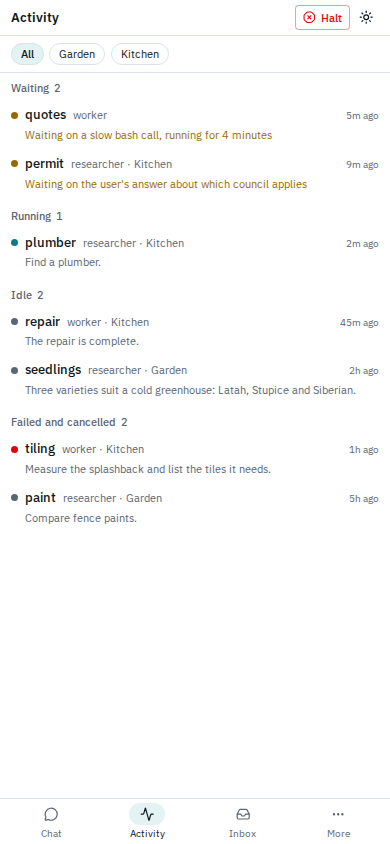 Activity
Halt
All
Garden
Kitchen
Waiting 2
quotes worker 5m ago
Waiting on a slow bash call, running for 4 minutes
permit researcher · Kitchen 9m ago
Waiting on the user's answer about which council applies
Running 1
plumber researcher · Kitchen 2m ago
Find a plumber.
Idle 2
repair worker · Kitchen 45m ago
The repair is complete.
seedlings researcher · Garden 2h ago
Three varieties suit a cold greenhouse: Latah, Stupice and Siberian.
Failed and cancelled 2
tiling worker · Kitchen 1h ago
Measure the splashback and list the tiles it needs.
paint researcher · Garden 5h ago
Compare fence paints.
Chat
Activity
Inbox
More